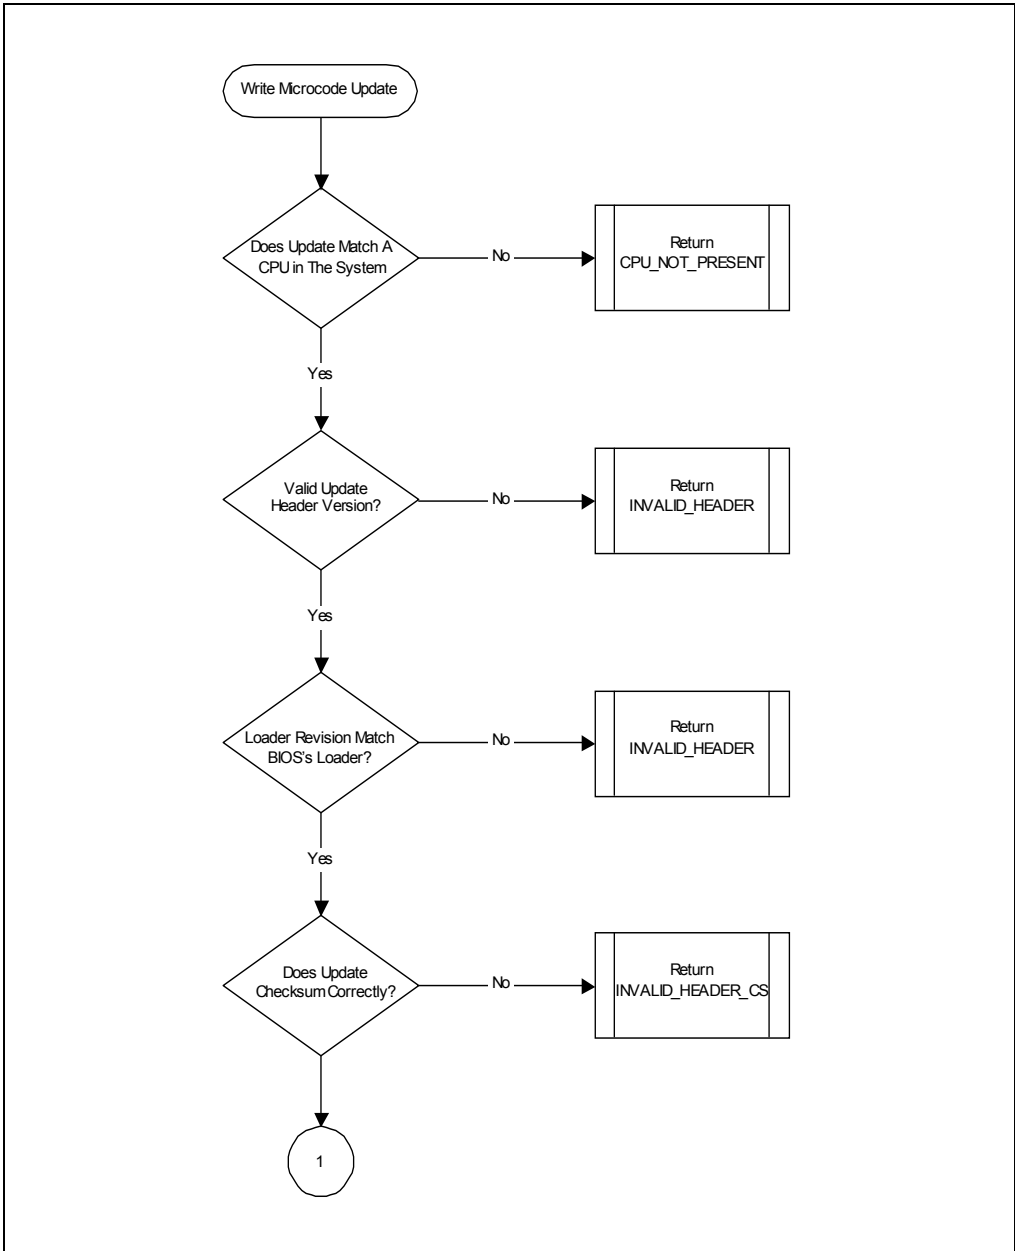 Write Microcode Update
Does Update Match A
CPU in The System
No
Return
CPU_NOT_PRESENT
Yes
Valid Update
Header Version?
No
Return
INVALID_HEADER
Yes
Loader Revision Match
BIOS's Loader?
No
Return
INVALID_HEADER
Yes
Does Update
Checksum Correctly?
No
Return
INVALID_HEADER_CS
1